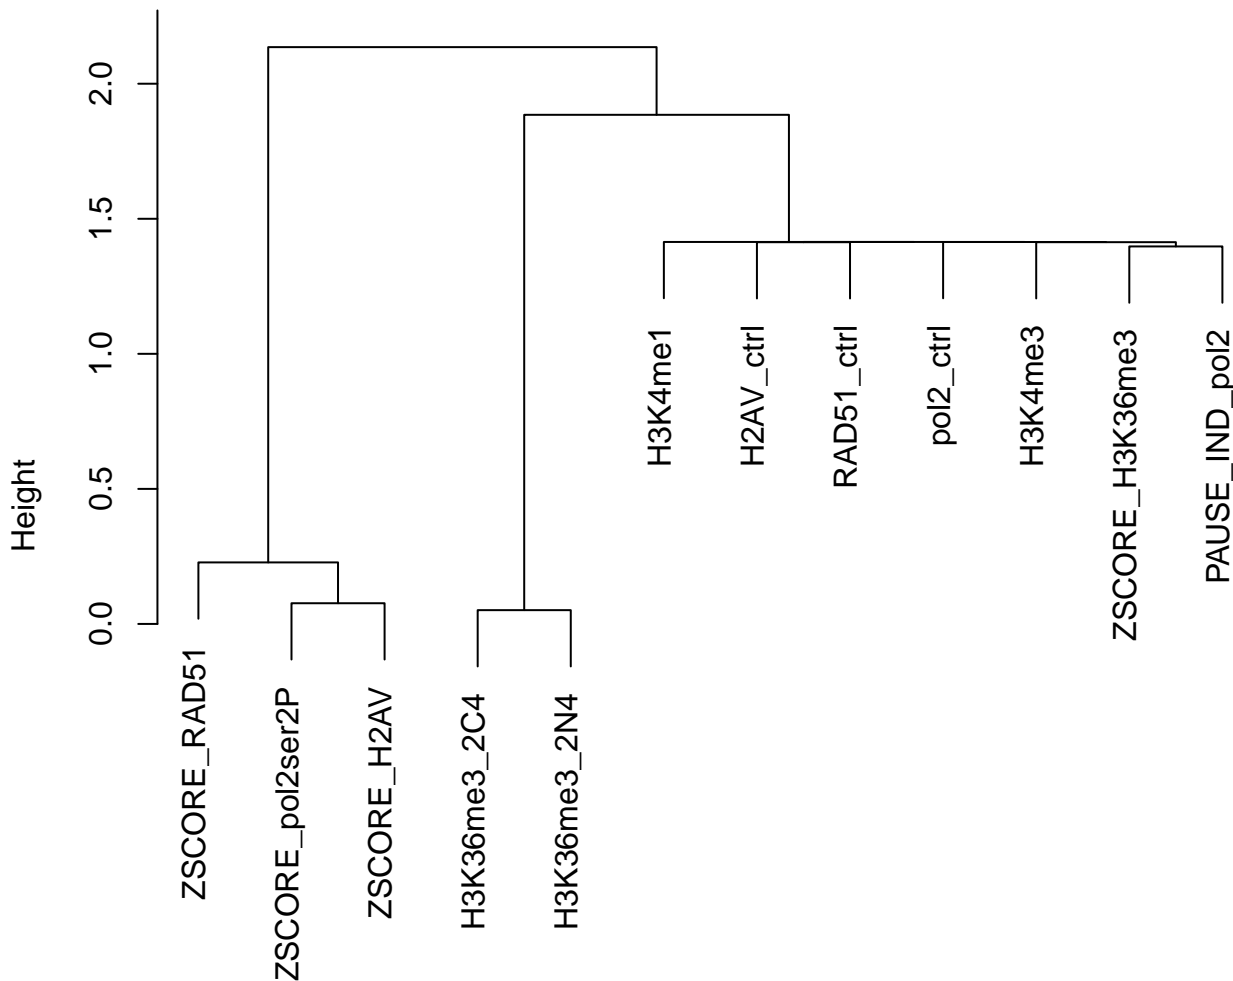 Height
2.0
1.5
1.0
0.5
0.0
ZSCORE_RAD51
ZSCORE_pol2ser2P
ZSCORE_H2AV
H3K36me3_2C4
H3K36me3_2N4
H3K4me1
H2AV_ctrl
RAD51_ctrl
pol2_ctrl
H3K4me3
ZSCORE_H3K36me3
PAUSE_IND_pol2